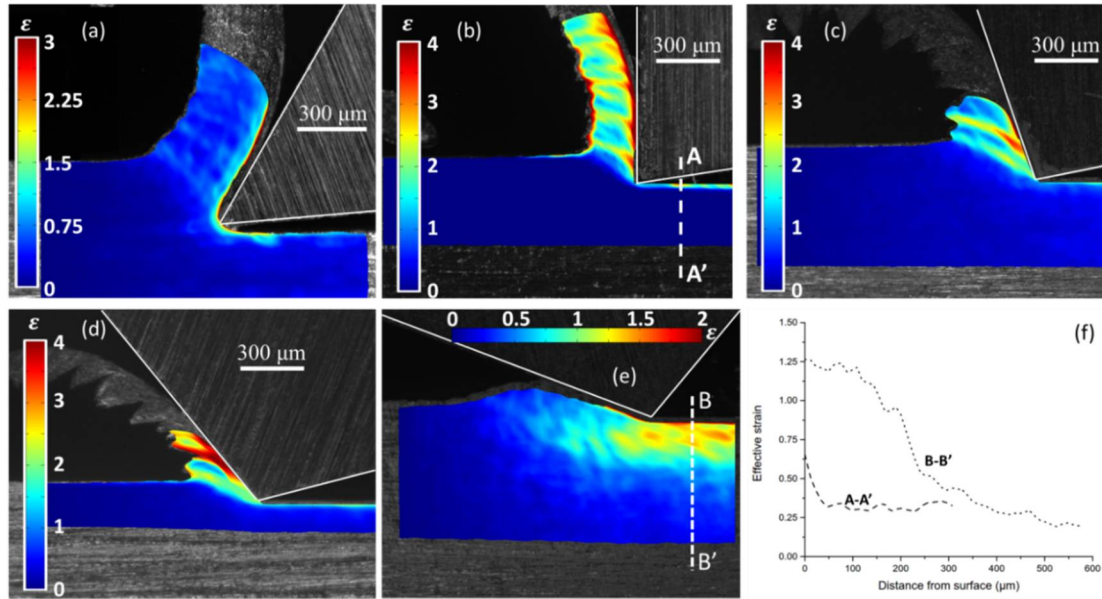 ε
3
2.25
1.5
0.75
0
(a)
300 μm
ε
4
3
2
1
0
(b)
300 μm
A
A'
ε
4
3
2
1
0
(c)
300 μm
ε
4
3
2
1
0
(d)
300 μm
0 0.5 1 1.5 2
ε
(e)
B
B'
(f)
Effective strain
1.50
1.25
1.00
0.75
0.50
0.25
0.00
B-B'
A-A'
0 100 200 300 400 500 600
Distance from surface (μm)